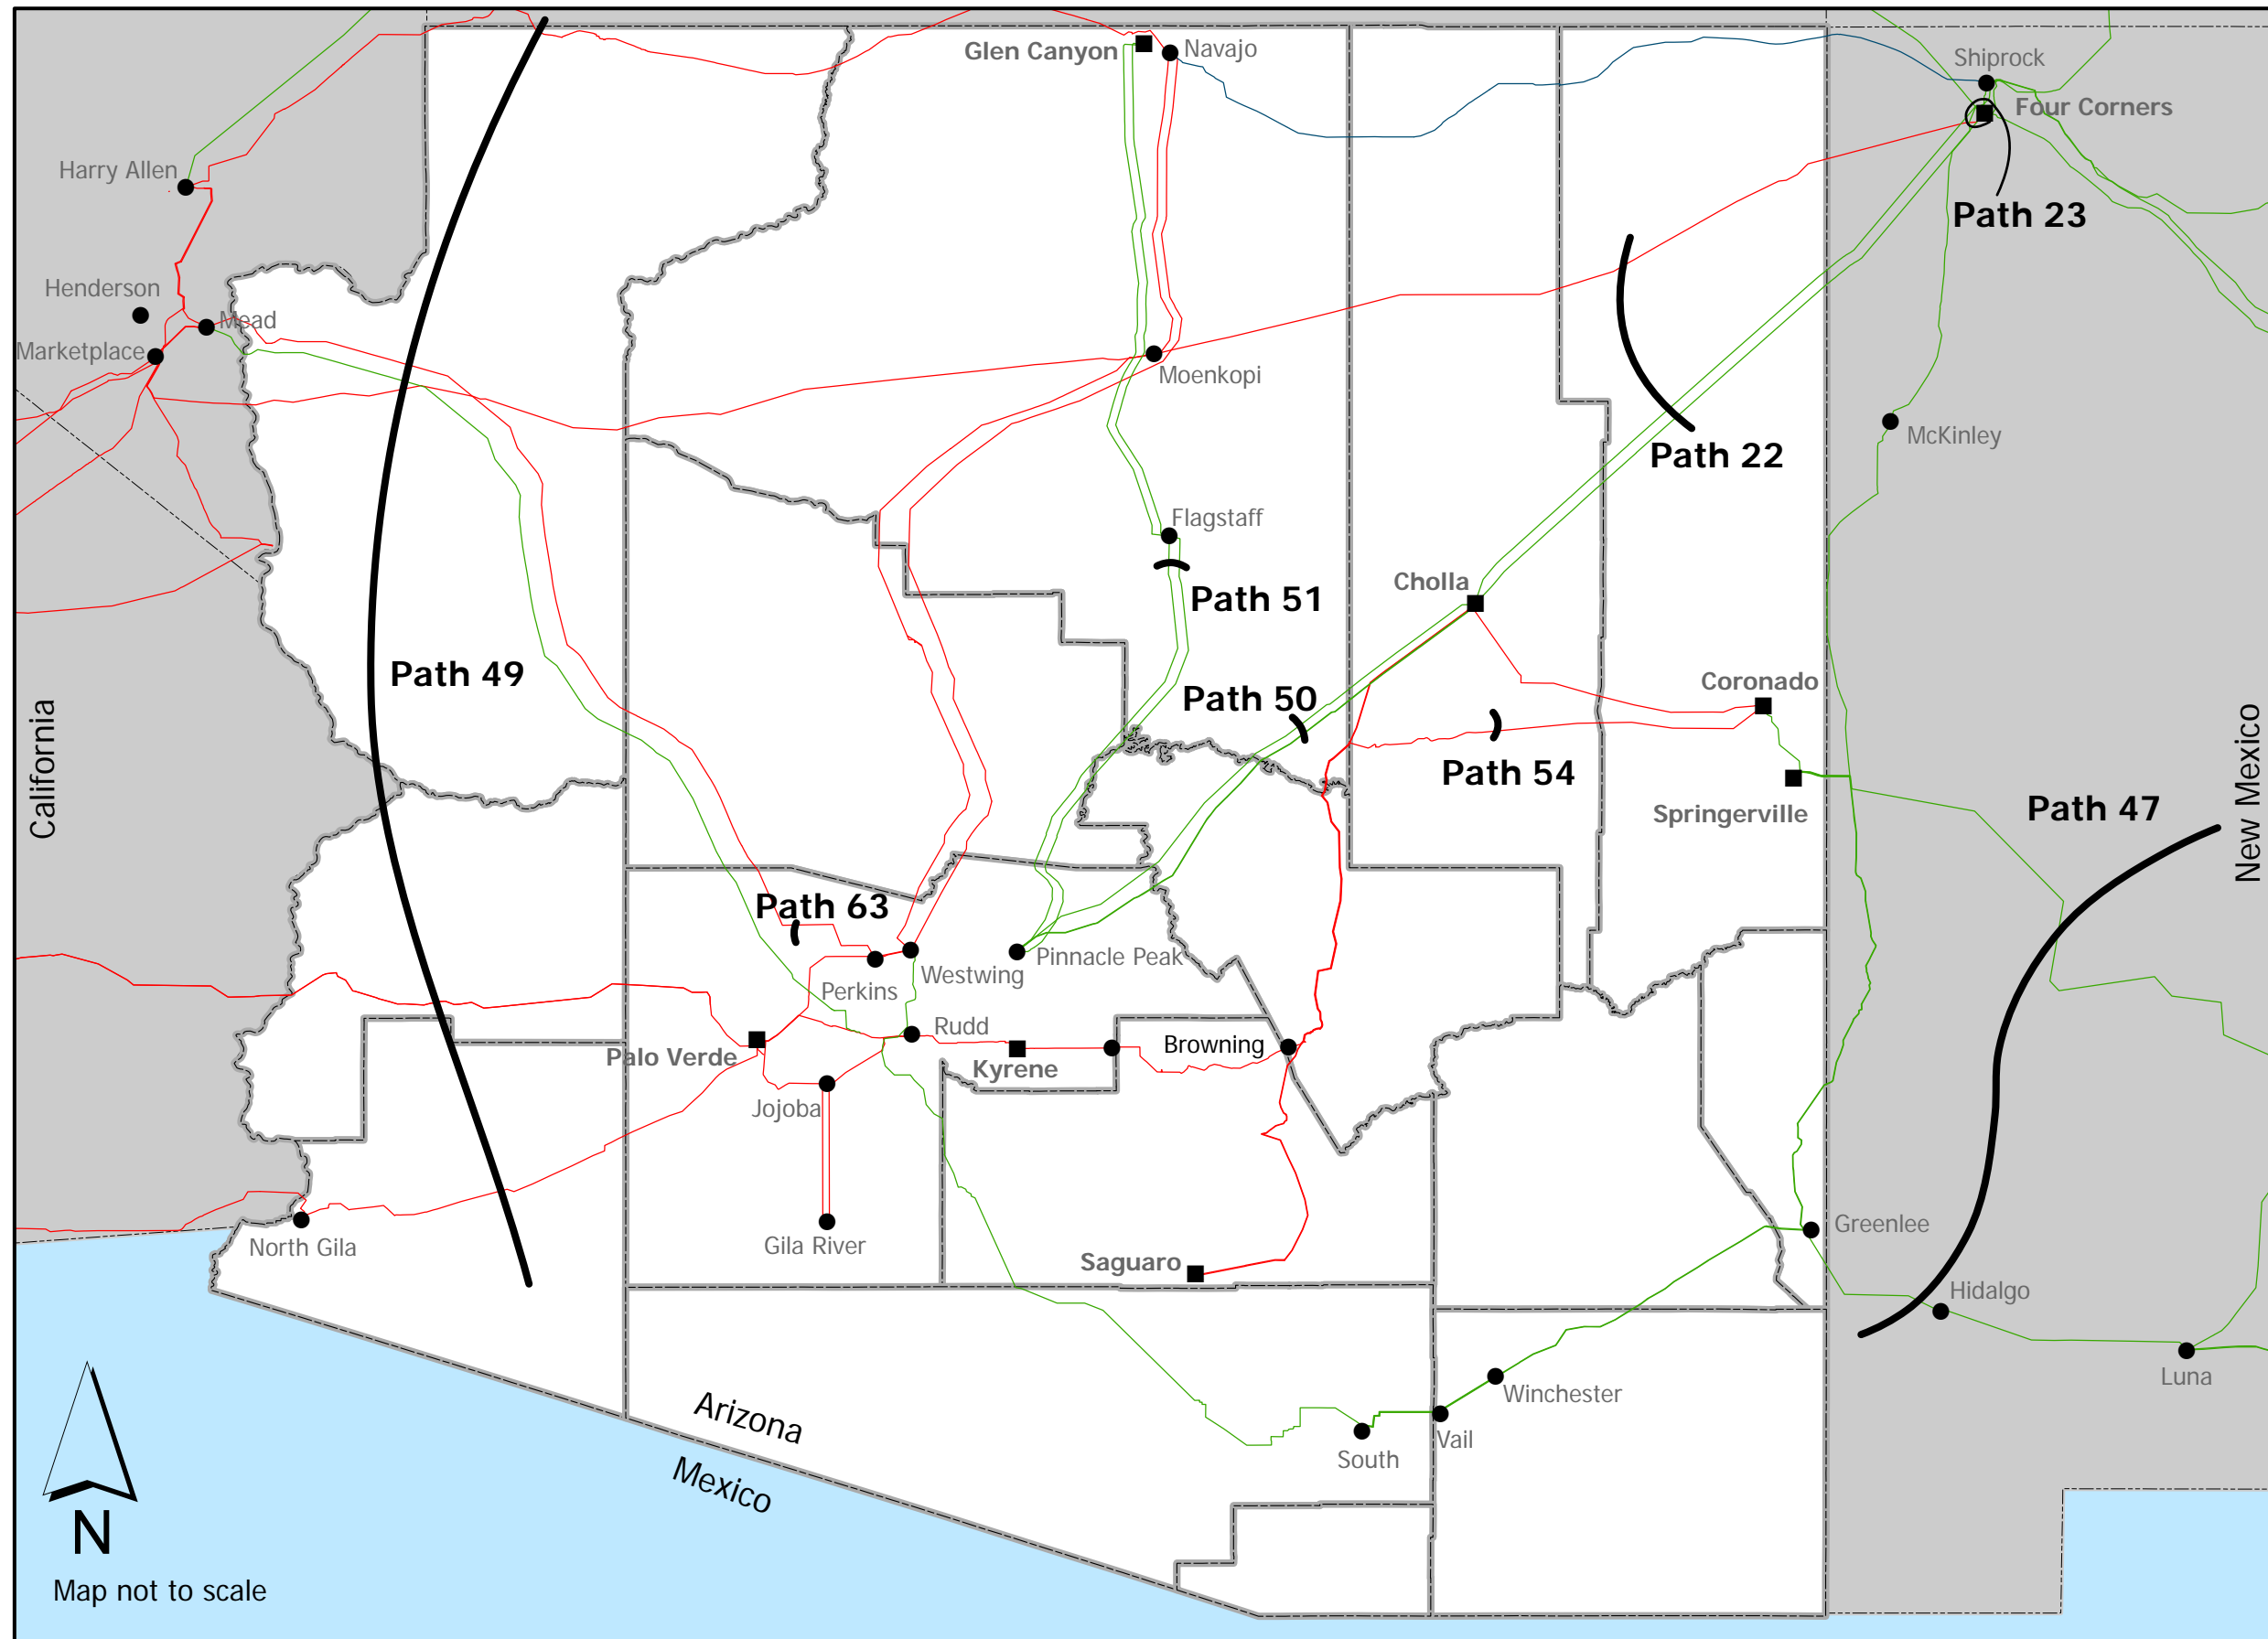 Glen Canyon
Navajo
Shiprock
Four Corners
Harry Allen
Path 23
Henderson
Mead
Marketplace
Moenkopi
McKinley
Path 22
Flagstaff
Cholla
Path 51
Path 49
Coronado
Path 50
Path 54
Springerville
California
New Mexico
Path 47
Path 63
Pinnacle Peak
Westwing
Perkins
Rudd
Palo Verde
Kyrene
Browning
Jojoba
North Gila
Gila River
Saguaro
Greenlee
Hidalgo
Luna
Winchester
Arizona
Vail
South
Mexico
N
Map not to scale